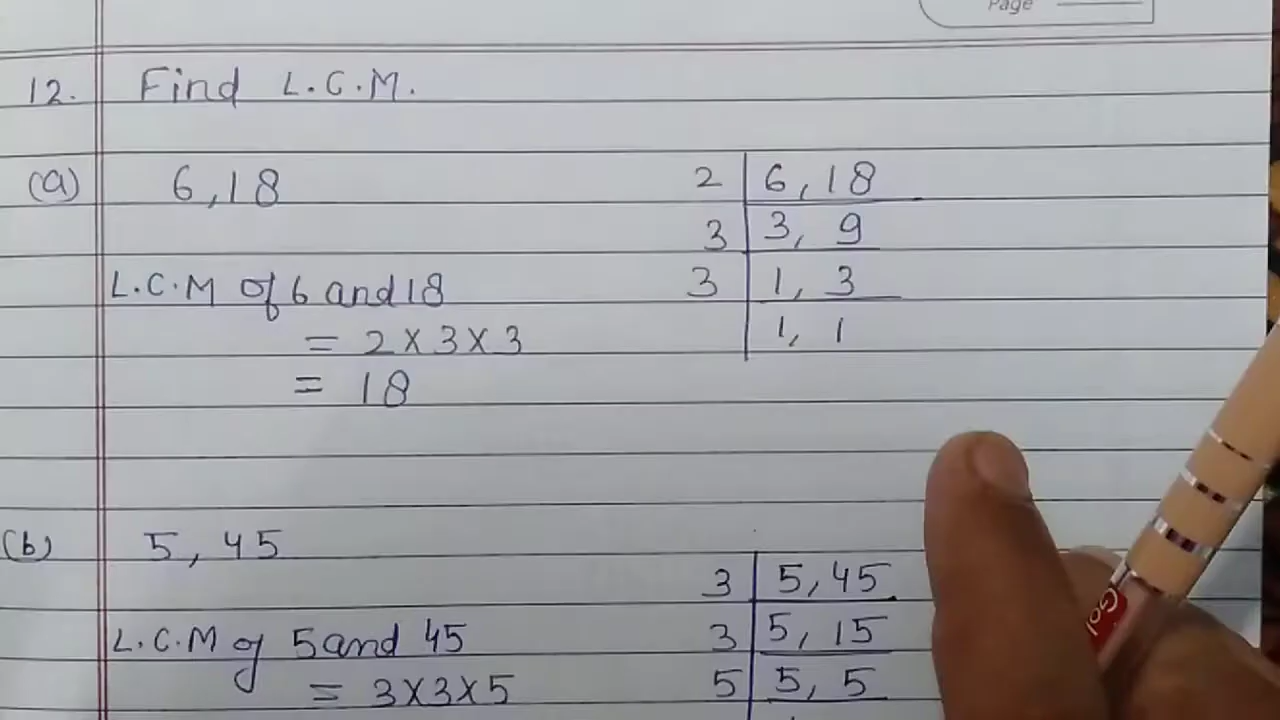 Page
12. Find L.C.M.
(a) 6,18
2 | 6, 18
3 | 3, 9
3 | 1, 3
1, 1
L.C.M of 6 and 18
= 2 × 3 × 3
= 18
(b) 5, 45
3 | 5, 45
3 | 5, 15
5 | 5, 5
L.C.M of 5 and 45
= 3×3×5
Gol